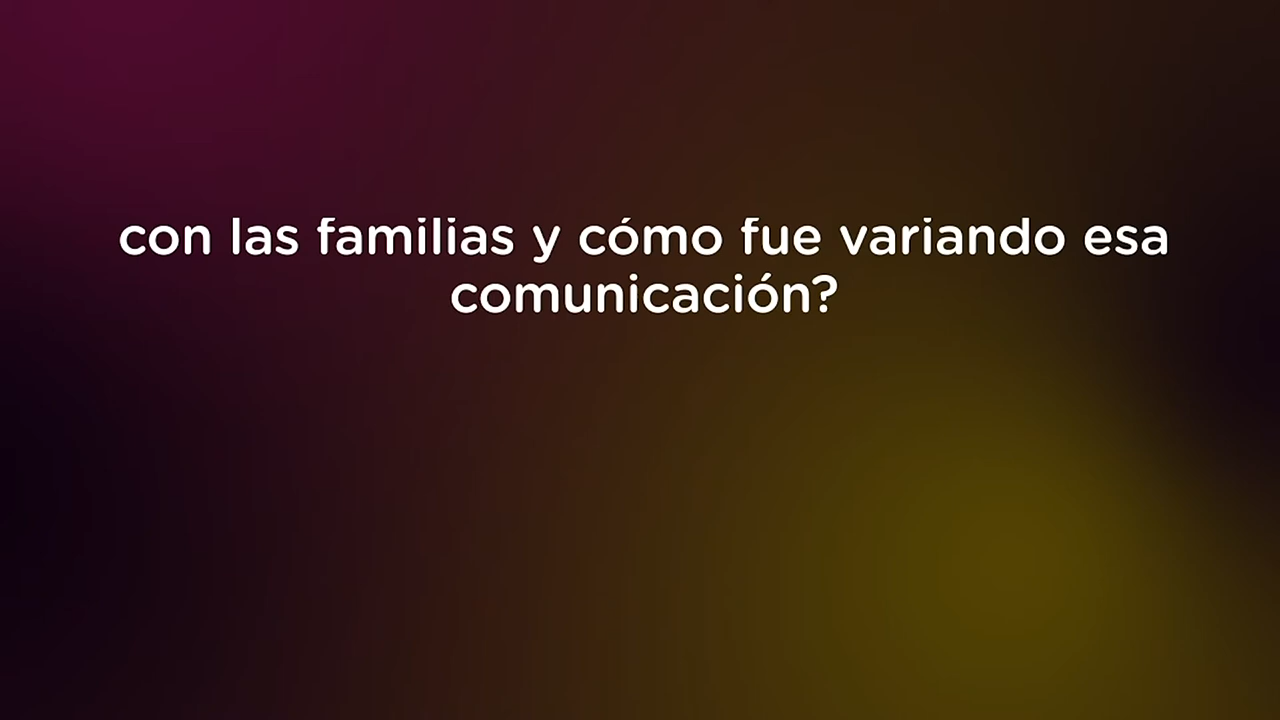 con las familias y cómo fue variando esa
comunicación?